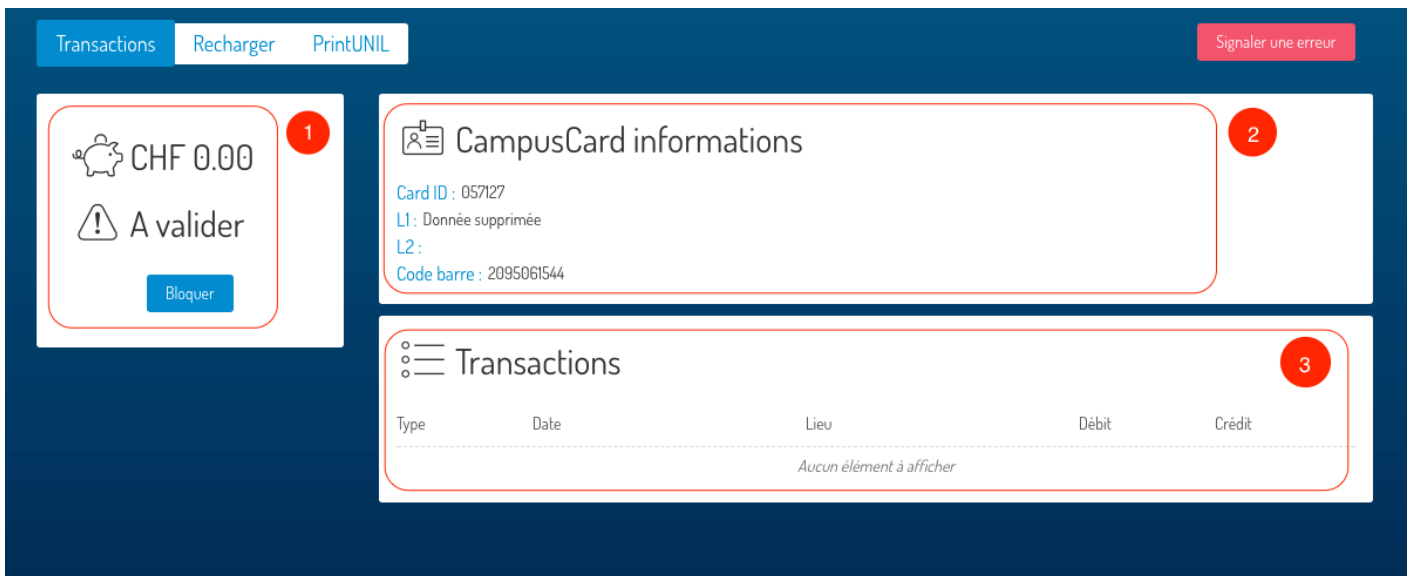 Transactions Recharger PrintUNIL
Signaler une erreur
CHF 0.00
1
A valider
Bloquer
CampusCard informations
2
Card ID : 057127
L1 : Donnée supprimée
L2 :
Code barre : 2095061544
Transactions
3
Type Date Lieu Débit Crédit
Aucun élément à afficher